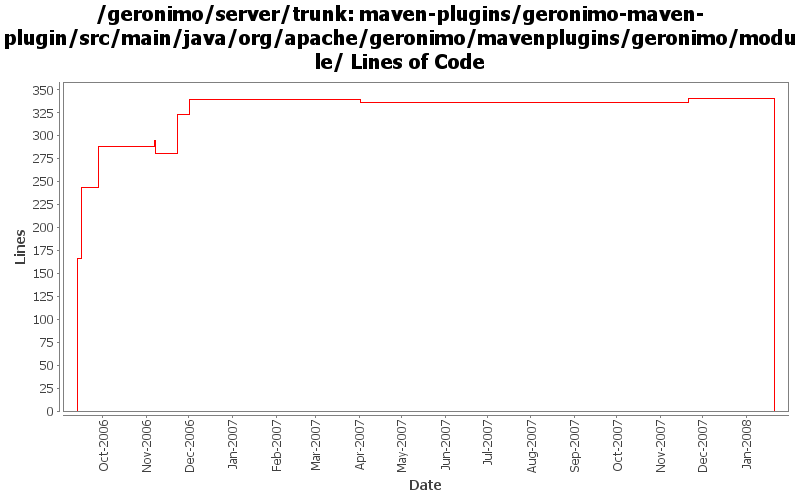 /geronimo/server/trunk: maven-plugins/geronimo-maven-
plugin/src/main/java/org/apache/geronimo/mavenplugins/geronimo/modu
le/ Lines of Code
350
325
300
275
250
225
200
175
150
125
100
75
50
25
0
Lines
Oct-2006
Nov-2006
Dec-2006
Jan-2007
Feb-2007
Mar-2007
Apr-2007
May-2007
Jun-2007
Jul-2007
Aug-2007
Sep-2007
Oct-2007
Nov-2007
Dec-2007
Jan-2008
Date